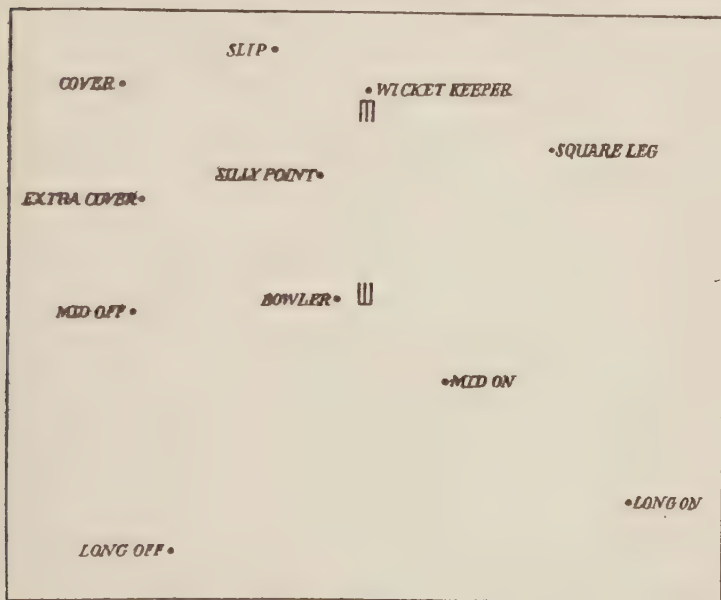 SLIP
COVER
WICKET KEEPER
SQUARE LEG
SILLY POINT
EXTRA COVER
BOWLER
MID OFF
MID ON
LONG ON
LONG OFF